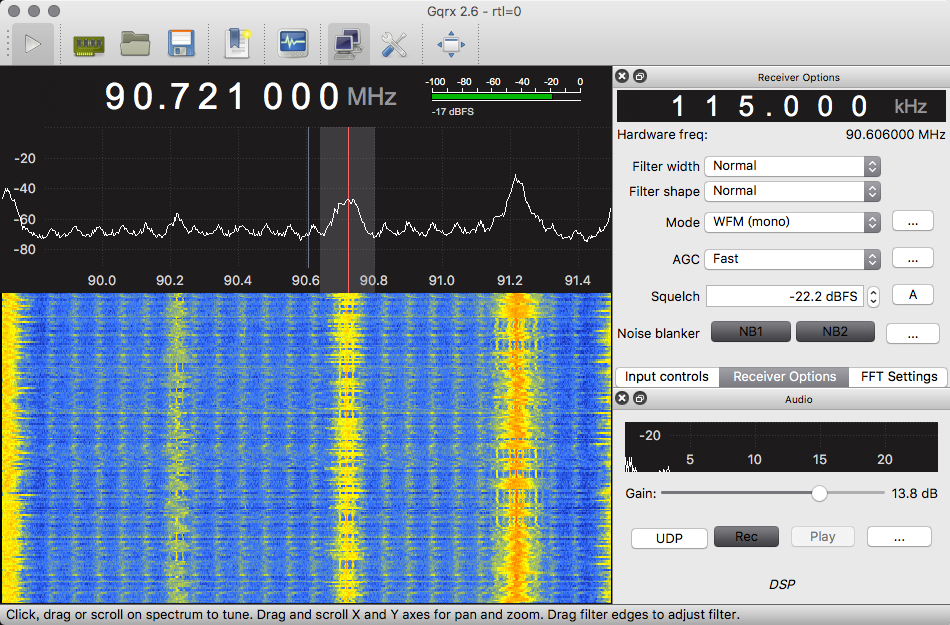 Gqrx 2.6 - rtl=0
90.721 000 MHz
-100 -80 -60 -40 -20 0
-17 dBFS
-20
-40
-60
-80
90.0 90.2 90.4 90.6 90.8 91.0 91.2 91.4
Receiver Options
115.000 kHz
Hardware freq: 90.606000 MHz
Filter width Normal
Filter shape Normal
Mode WFM (mono) ...
AGC Fast ...
Squelch -22.2 dBFS A
Noise blanker NB1 NB2 ...
Input controls Receiver Options FFT Settings
Audio
-20
5 10 15 20
Gain: 13.8 dB
UDP Rec Play ...
DSP
Click, drag or scroll on spectrum to tune. Drag and scroll X and Y axes for pan and zoom. Drag filter edges to adjust filter.